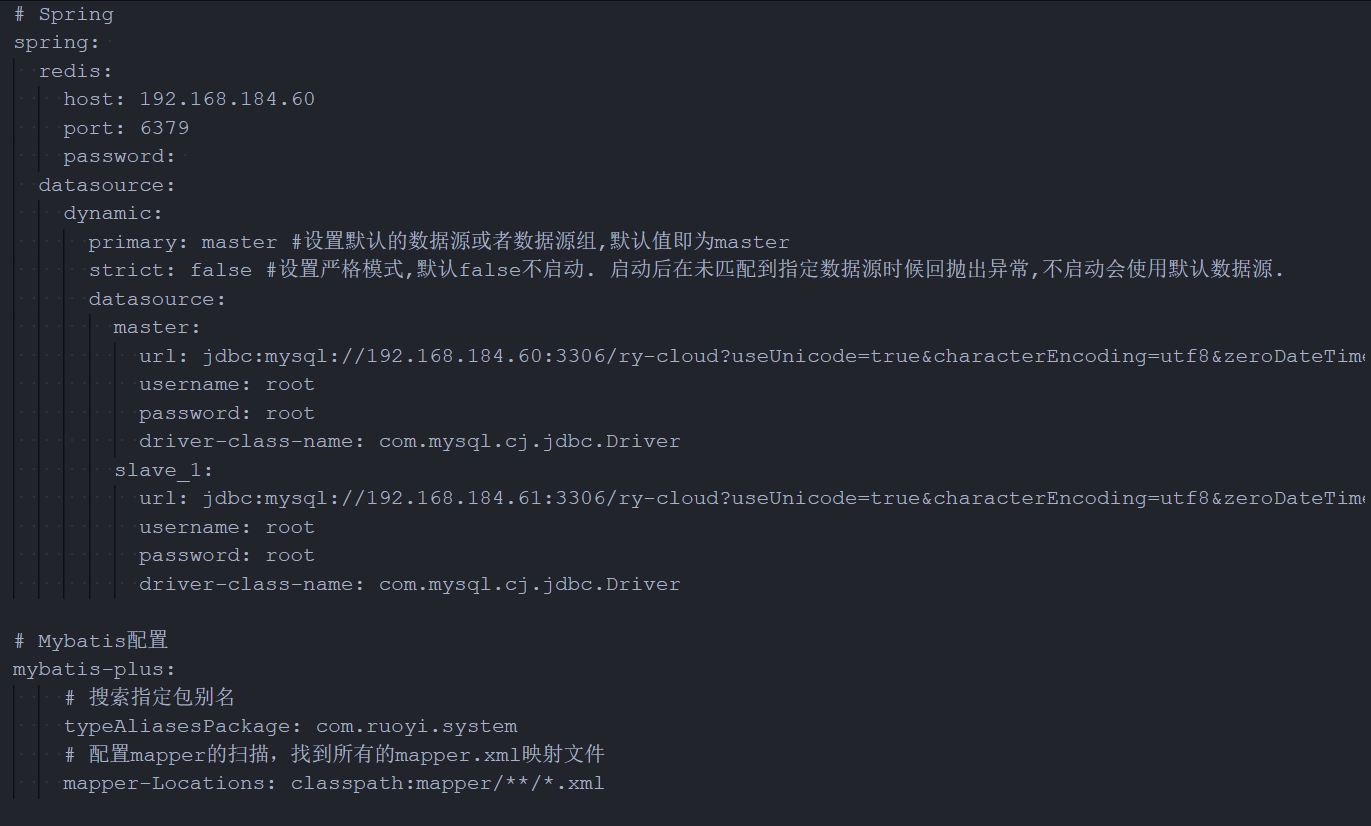 # Spring
spring:
redis:
host: 192.168.184.60
port: 6379
password:
datasource:
dynamic:
primary: master #设置默认的数据源或者数据源组,默认值即为master
strict: false #设置严格模式,默认false不启动. 启动后在未匹配到指定数据源时候回抛出异常,不启动会使用默认数据源.
datasource:
master:
url: jdbc:mysql://192.168.184.60:3306/ry-cloud?useUnicode=true&characterEncoding=utf8&zeroDateTime
username: root
password: root
driver-class-name: com.mysql.cj.jdbc.Driver
slave_1:
url: jdbc:mysql://192.168.184.61:3306/ry-cloud?useUnicode=true&characterEncoding=utf8&zeroDateTime
username: root
password: root
driver-class-name: com.mysql.cj.jdbc.Driver
# Mybatis配置
mybatis-plus:
# 搜索指定包别名
typeAliasesPackage: com.ruoyi.system
# 配置mapper的扫描，找到所有的mapper.xml映射文件
mapper-Locations: classpath:mapper/**/*.xml